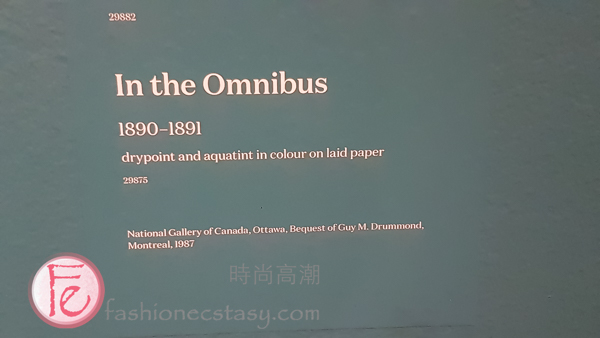 29882
In the Omnibus
1890–1891
drypoint and aquatint in colour on laid paper
29875
National Gallery of Canada, Ottawa, Bequest of Guy M. Drummond,
Montreal, 1987
時尚高潮
Fe
fashionecstasy.com